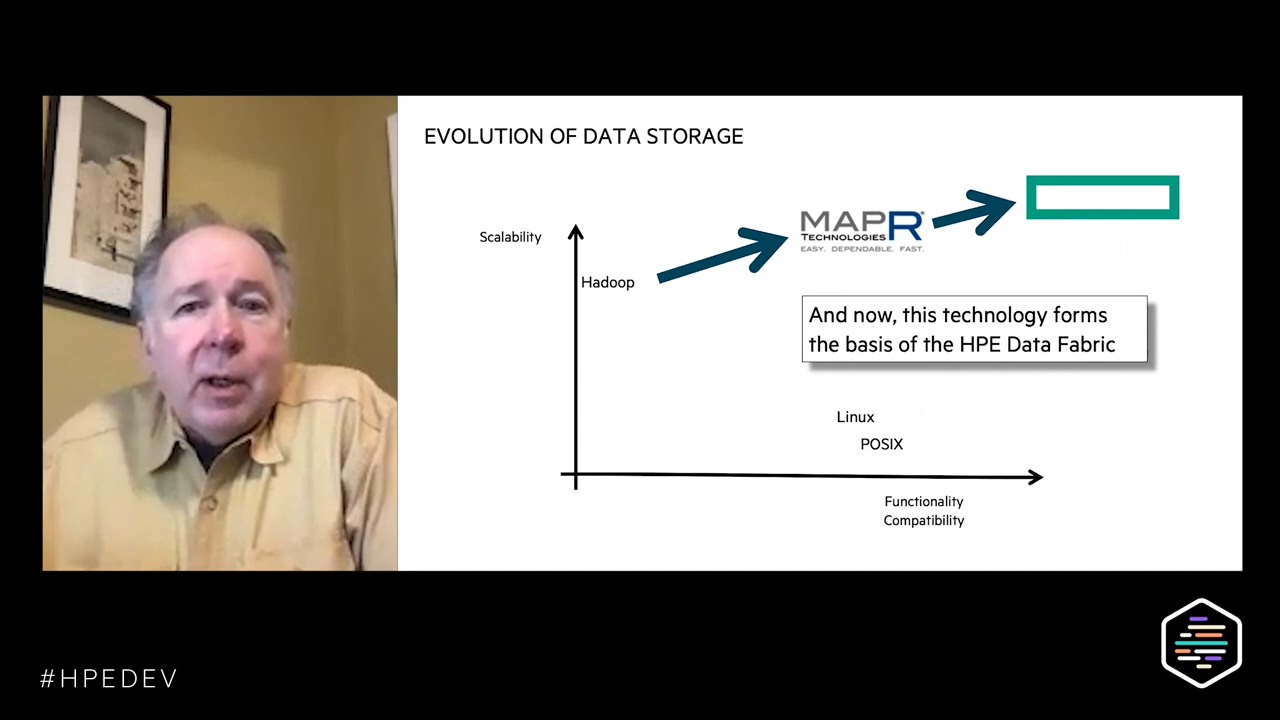 EVOLUTION OF DATA STORAGE
Scalability
Hadoop
MAPR
TECHNOLOGIES
EASY. DEPENDABLE. FAST.
And now, this technology forms
the basis of the HPE Data Fabric
Linux
POSIX
Functionality
Compatibility
#HPEDEV